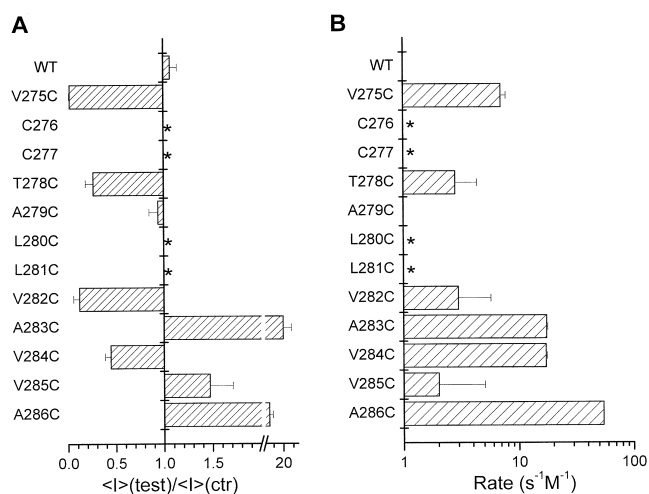 A
WT
V275C
C276
*
C277
*
T278C
A279C
L280C
*
L281C
*
V282C
A283C
V284C
V285C
A286C
0.0 0.5 1.0 1.5 20
<I>(test)/<I>(ctr)
B
WT
V275C
C276
*
C277
*
T278C
A279C
L280C
*
L281C
*
V282C
A283C
V284C
V285C
A286C
1 10 100
Rate (s⁻¹M⁻¹)